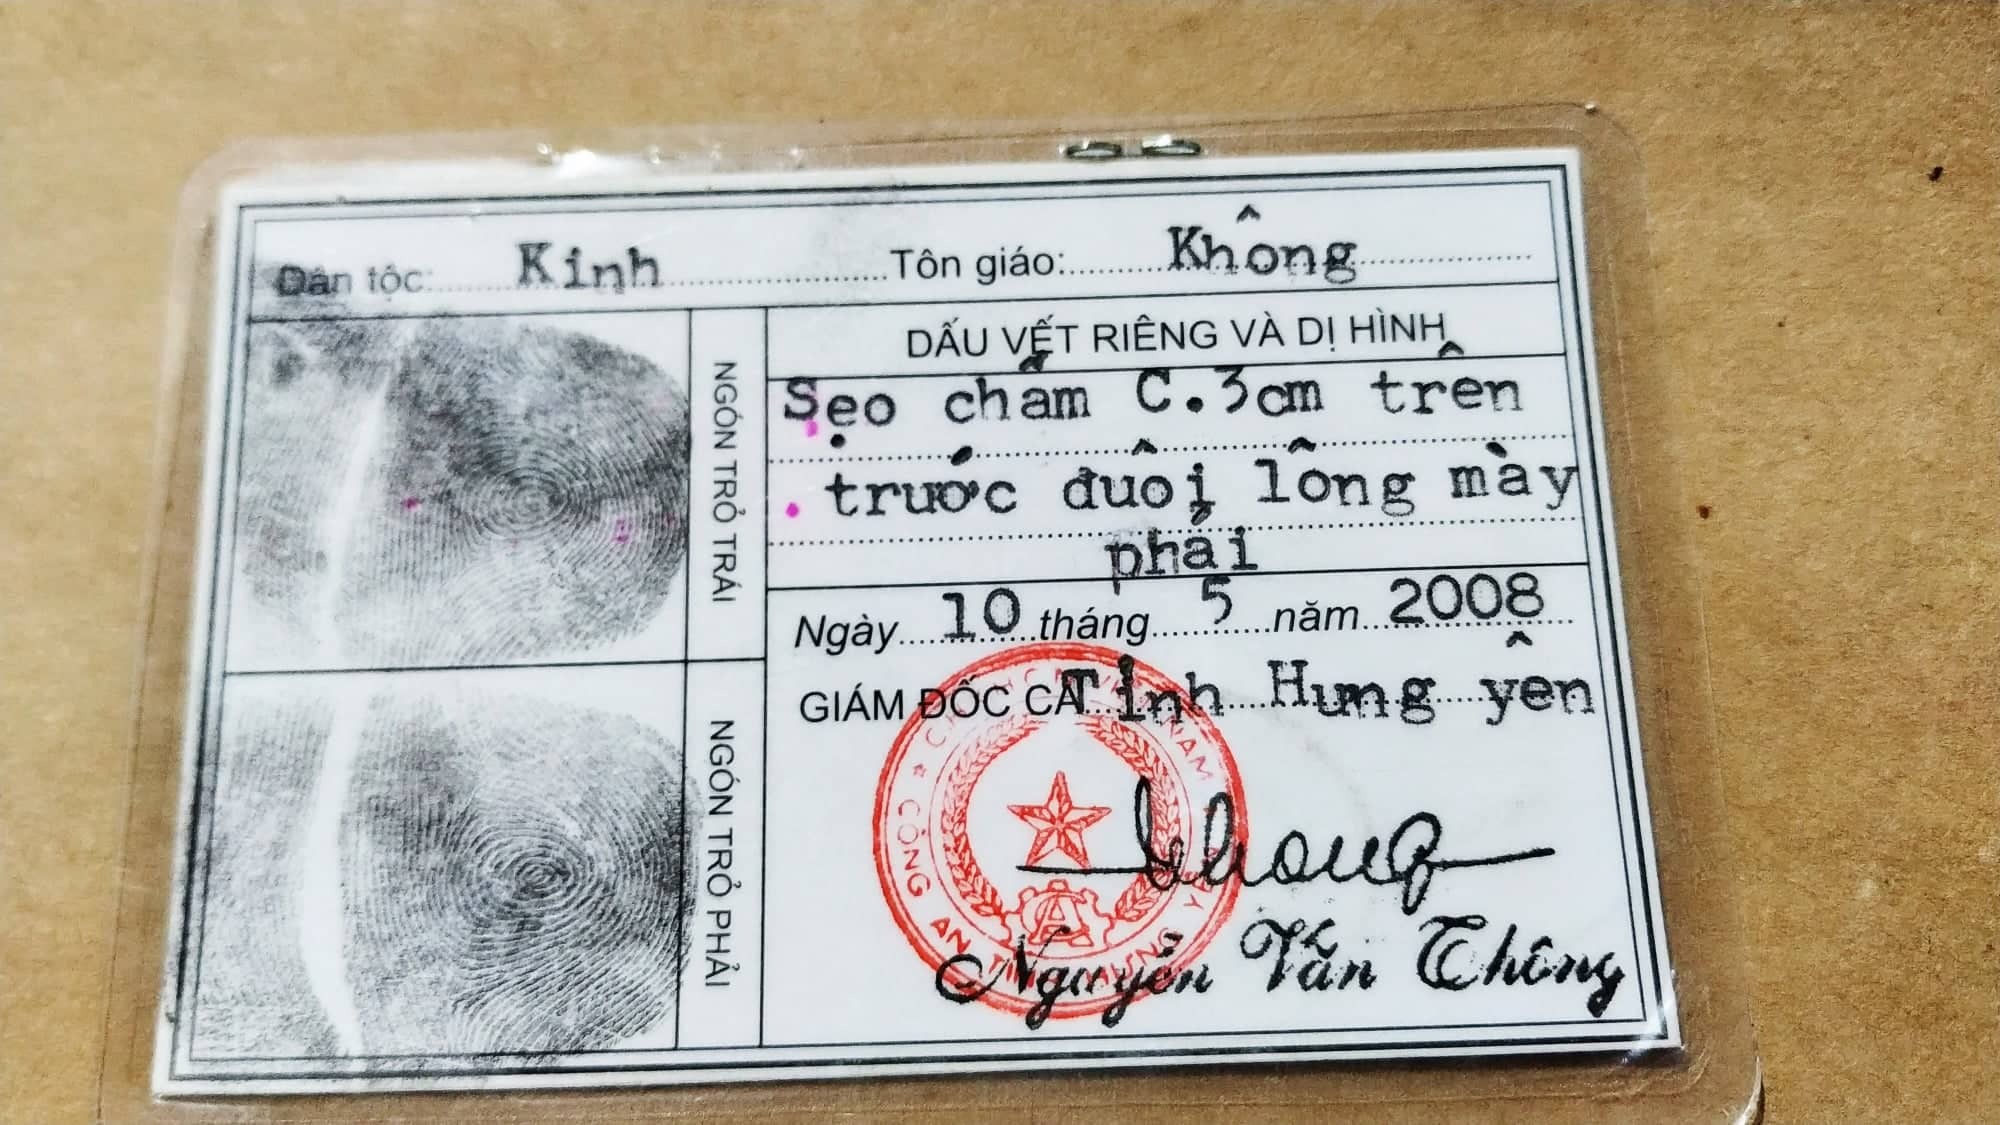 Dân tộc: Kinh Tôn giáo: Không
NGÓN TRỎ TRÁI
DẤU VẾT RIÊNG VÀ DỊ HÌNH
Sẹo chấm C.3cm trên
trước đuôi lông mày
phải
Ngày 10 tháng 5 năm 2008
GIÁM ĐỐC CA Tỉnh Hưng yên
NGÓN TRỎ PHẢI
CÔNG AN
Nguyễn Văn Thông